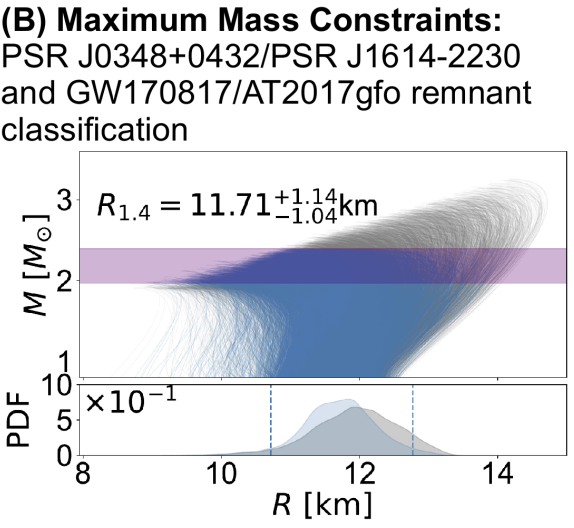 (B) Maximum Mass Constraints:
PSR J0348+0432/PSR J1614-2230
and GW170817/AT2017gfo remnant
classification
3
R₁.₄ = 11.71⁺¹·¹⁴₋₁.₀₄km
M [M⊙]
2
1
10
×10⁻¹
PDF
5
0
8 10 12 14
R [km]